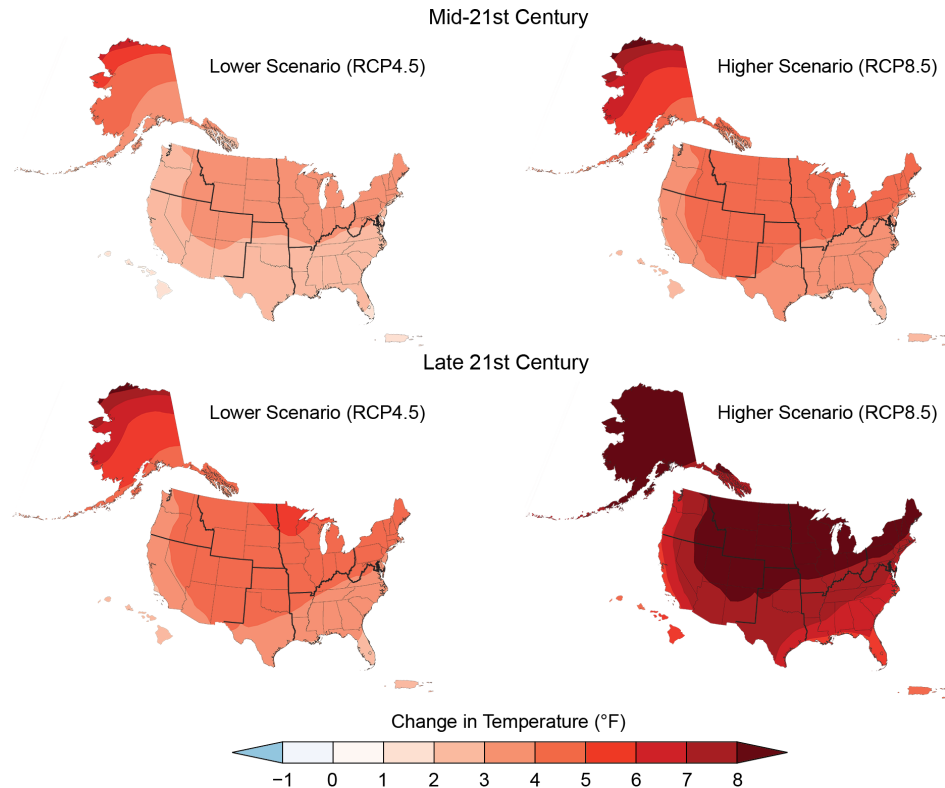 Mid-21st Century
Lower Scenario (RCP4.5)
Higher Scenario (RCP8.5)
Late 21st Century
Lower Scenario (RCP4.5)
Higher Scenario (RCP8.5)
Change in Temperature (°F)
−1 0 1 2 3 4 5 6 7 8